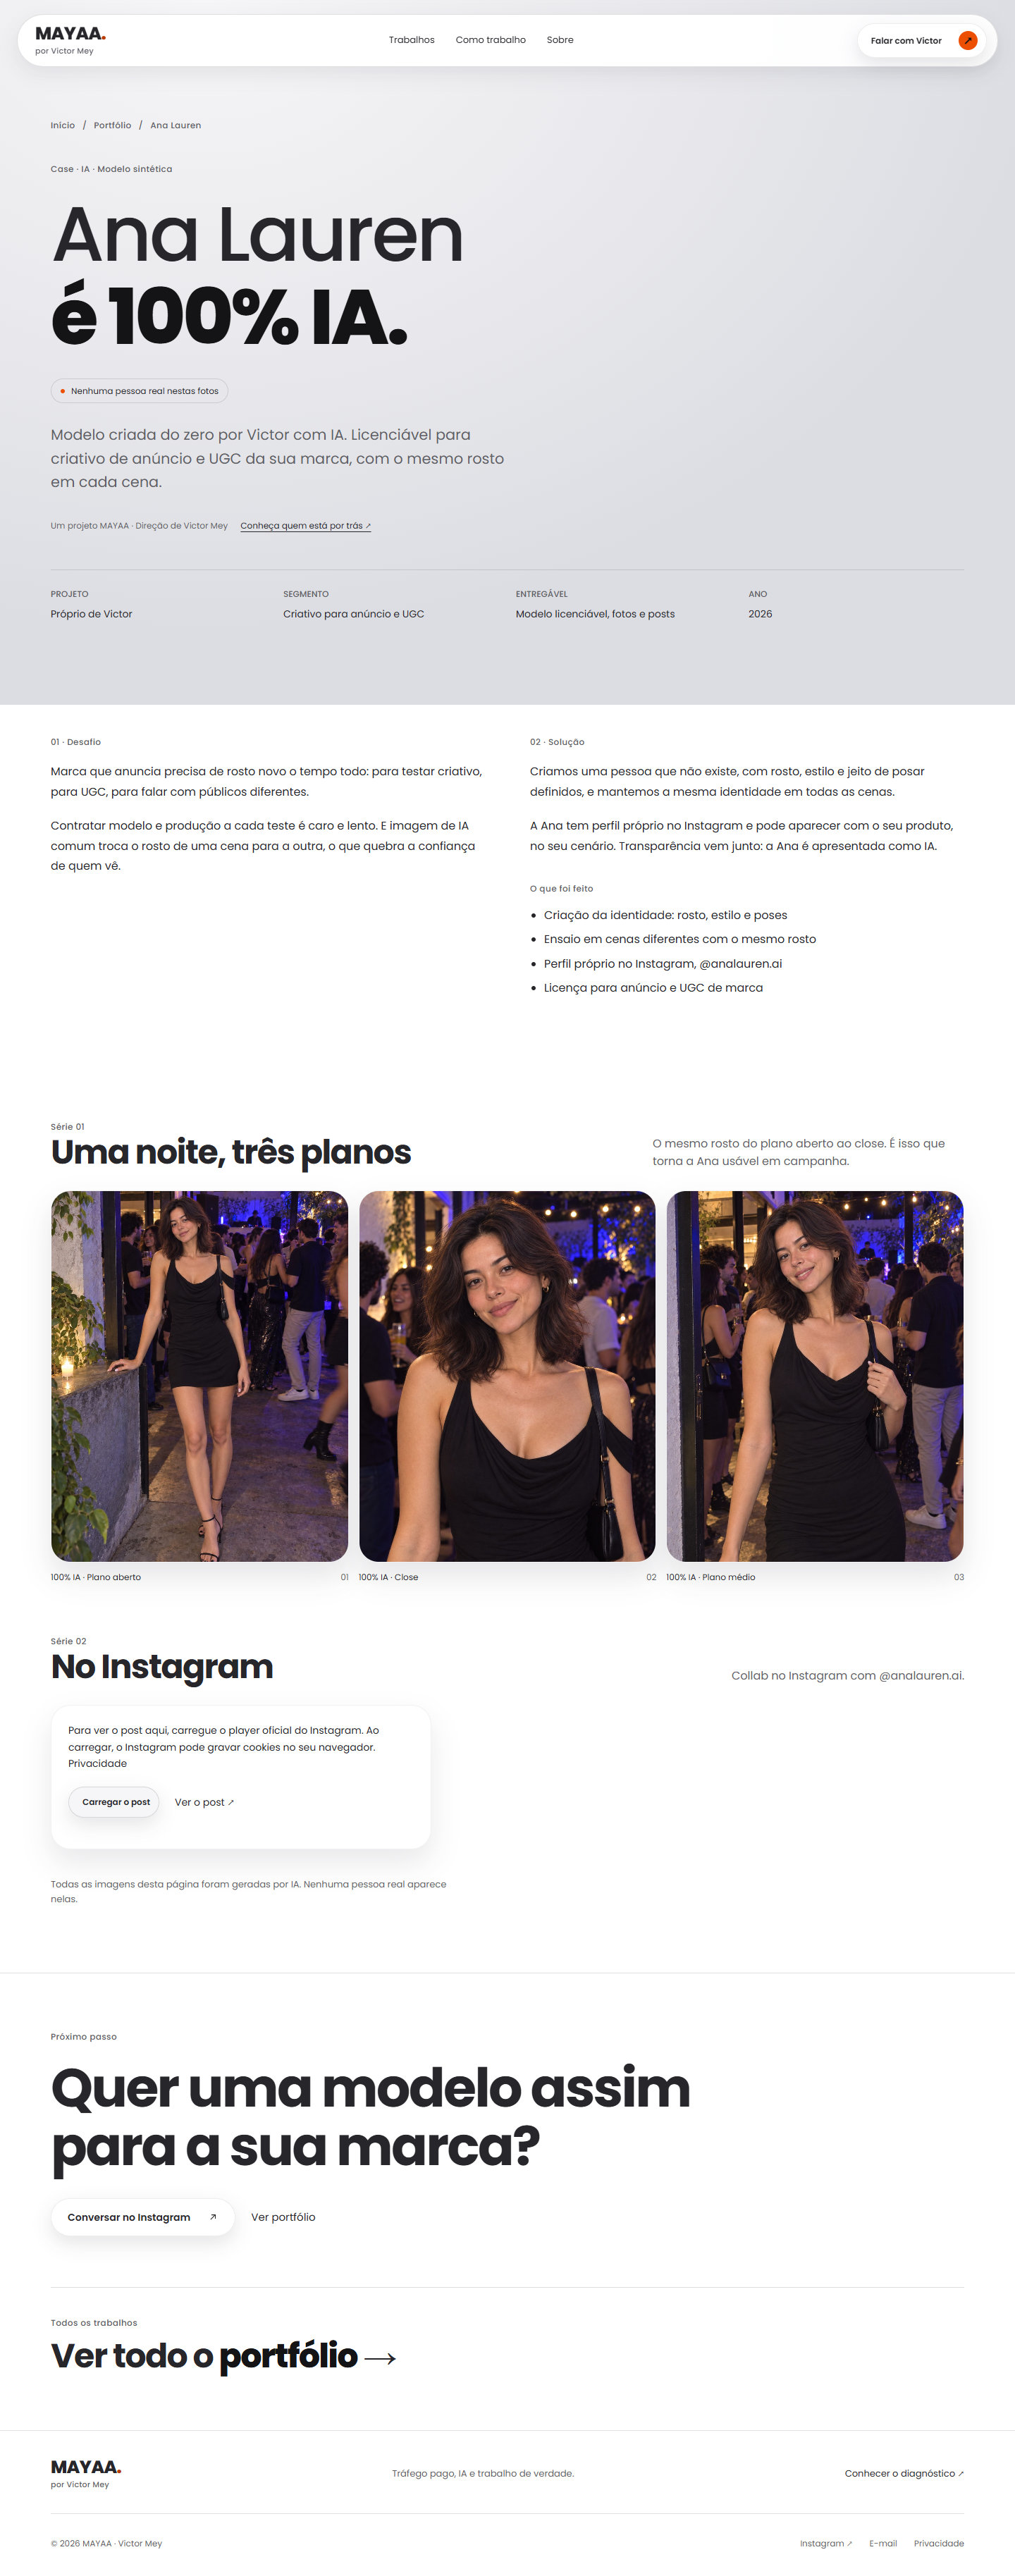 MAYAA.
por Victor Mey
Trabalhos Como trabalho Sobre
Falar com Victor ↗
Início / Portfólio / Ana Lauren
Case · IA · Modelo sintética
Ana Lauren
é 100% IA.
Nenhuma pessoa real nestas fotos
Modelo criada do zero por Victor com IA. Licenciável para
criativo de anúncio e UGC da sua marca, com o mesmo rosto
em cada cena.
Um projeto MAYAA · Direção de Victor Mey Conheça quem está por trás ↗
PROJETO
Próprio de Victor
SEGMENTO
Criativo para anúncio e UGC
ENTREGÁVEL
Modelo licenciável, fotos e posts
ANO
2026
01 · Desafio
Marca que anuncia precisa de rosto novo o tempo todo: para testar criativo,
para UGC, para falar com públicos diferentes.
Contratar modelo e produção a cada teste é caro e lento. E imagem de IA
comum troca o rosto de uma cena para a outra, o que quebra a confiança
de quem vê.
02 · Solução
Criamos uma pessoa que não existe, com rosto, estilo e jeito de posar
definidos, e mantemos a mesma identidade em todas as cenas.
A Ana tem perfil próprio no Instagram e pode aparecer com o seu produto,
no seu cenário. Transparência vem junto: a Ana é apresentada como IA.
O que foi feito
• Criação da identidade: rosto, estilo e poses
• Ensaio em cenas diferentes com o mesmo rosto
• Perfil próprio no Instagram, @analauren.ai
• Licença para anúncio e UGC de marca
Série 01
Uma noite, três planos
O mesmo rosto do plano aberto ao close. É isso que
torna a Ana usável em campanha.
100% IA · Plano aberto 01
100% IA · Close 02
100% IA · Plano médio 03
Série 02
No Instagram
Collab no Instagram com @analauren.ai.
Para ver o post aqui, carregue o player oficial do Instagram. Ao
carregar, o Instagram pode gravar cookies no seu navegador.
Privacidade
Carregar o post Ver o post ↗
Todas as imagens desta página foram geradas por IA. Nenhuma pessoa real aparece
nelas.
Próximo passo
Quer uma modelo assim
para a sua marca?
Conversar no Instagram ↗ Ver portfólio
Todos os trabalhos
Ver todo o portfólio →
MAYAA.
por Victor Mey
Tráfego pago, IA e trabalho de verdade.
Conhecer o diagnóstico ↗
© 2026 MAYAA · Victor Mey
Instagram ↗ E-mail Privacidade